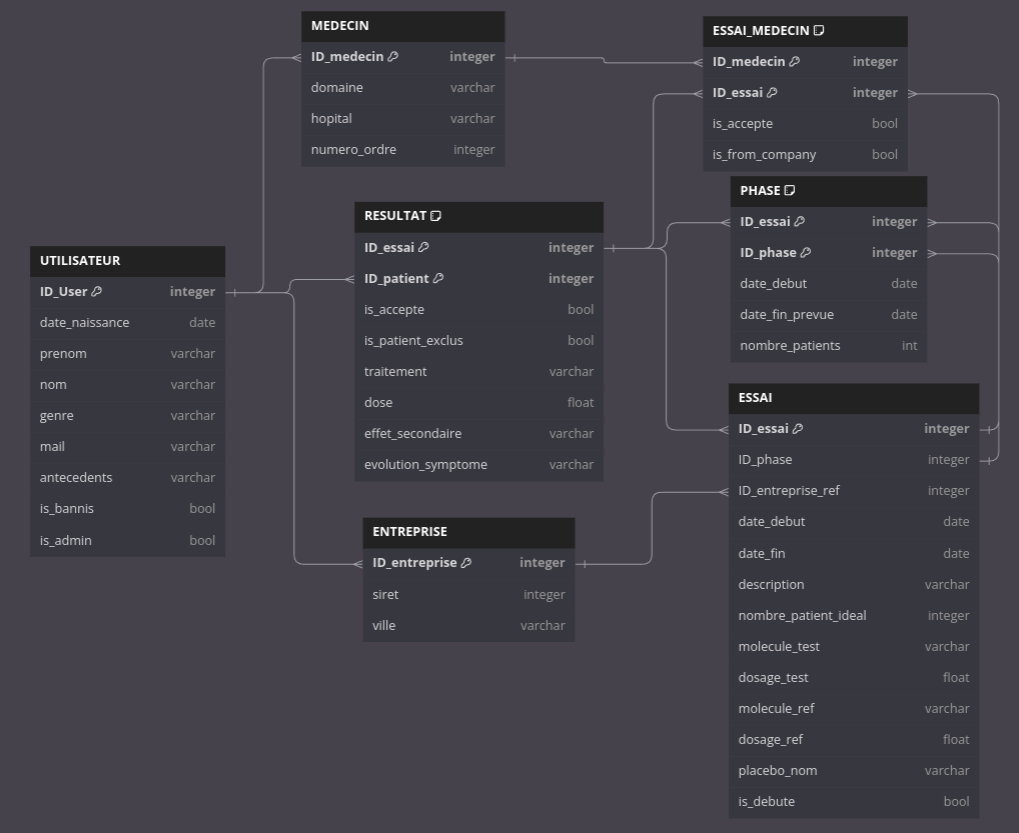 MEDECIN
ID_medecin integer
domaine varchar
hopital varchar
numero_ordre integer
ESSAI_MEDECIN
ID_medecin integer
ID_essai integer
is_accepte bool
is_from_company bool
PHASE
ID_essai integer
ID_phase integer
date_debut date
date_fin_prevue date
nombre_patients int
RESULTAT
ID_essai integer
ID_patient integer
is_accepte bool
is_patient_exclus bool
traitement varchar
dose float
effet_secondaire varchar
evolution_symptome varchar
UTILISATEUR
ID_User integer
date_naissance date
prenom varchar
nom varchar
genre varchar
mail varchar
antecedents varchar
is_bannis bool
is_admin bool
ENTREPRISE
ID_entreprise integer
siret integer
ville varchar
ESSAI
ID_essai integer
ID_phase integer
ID_entreprise_ref integer
date_debut date
date_fin date
description varchar
nombre_patient_ideal integer
molecule_test varchar
dosage_test float
molecule_ref varchar
dosage_ref float
placebo_nom varchar
is_debute bool